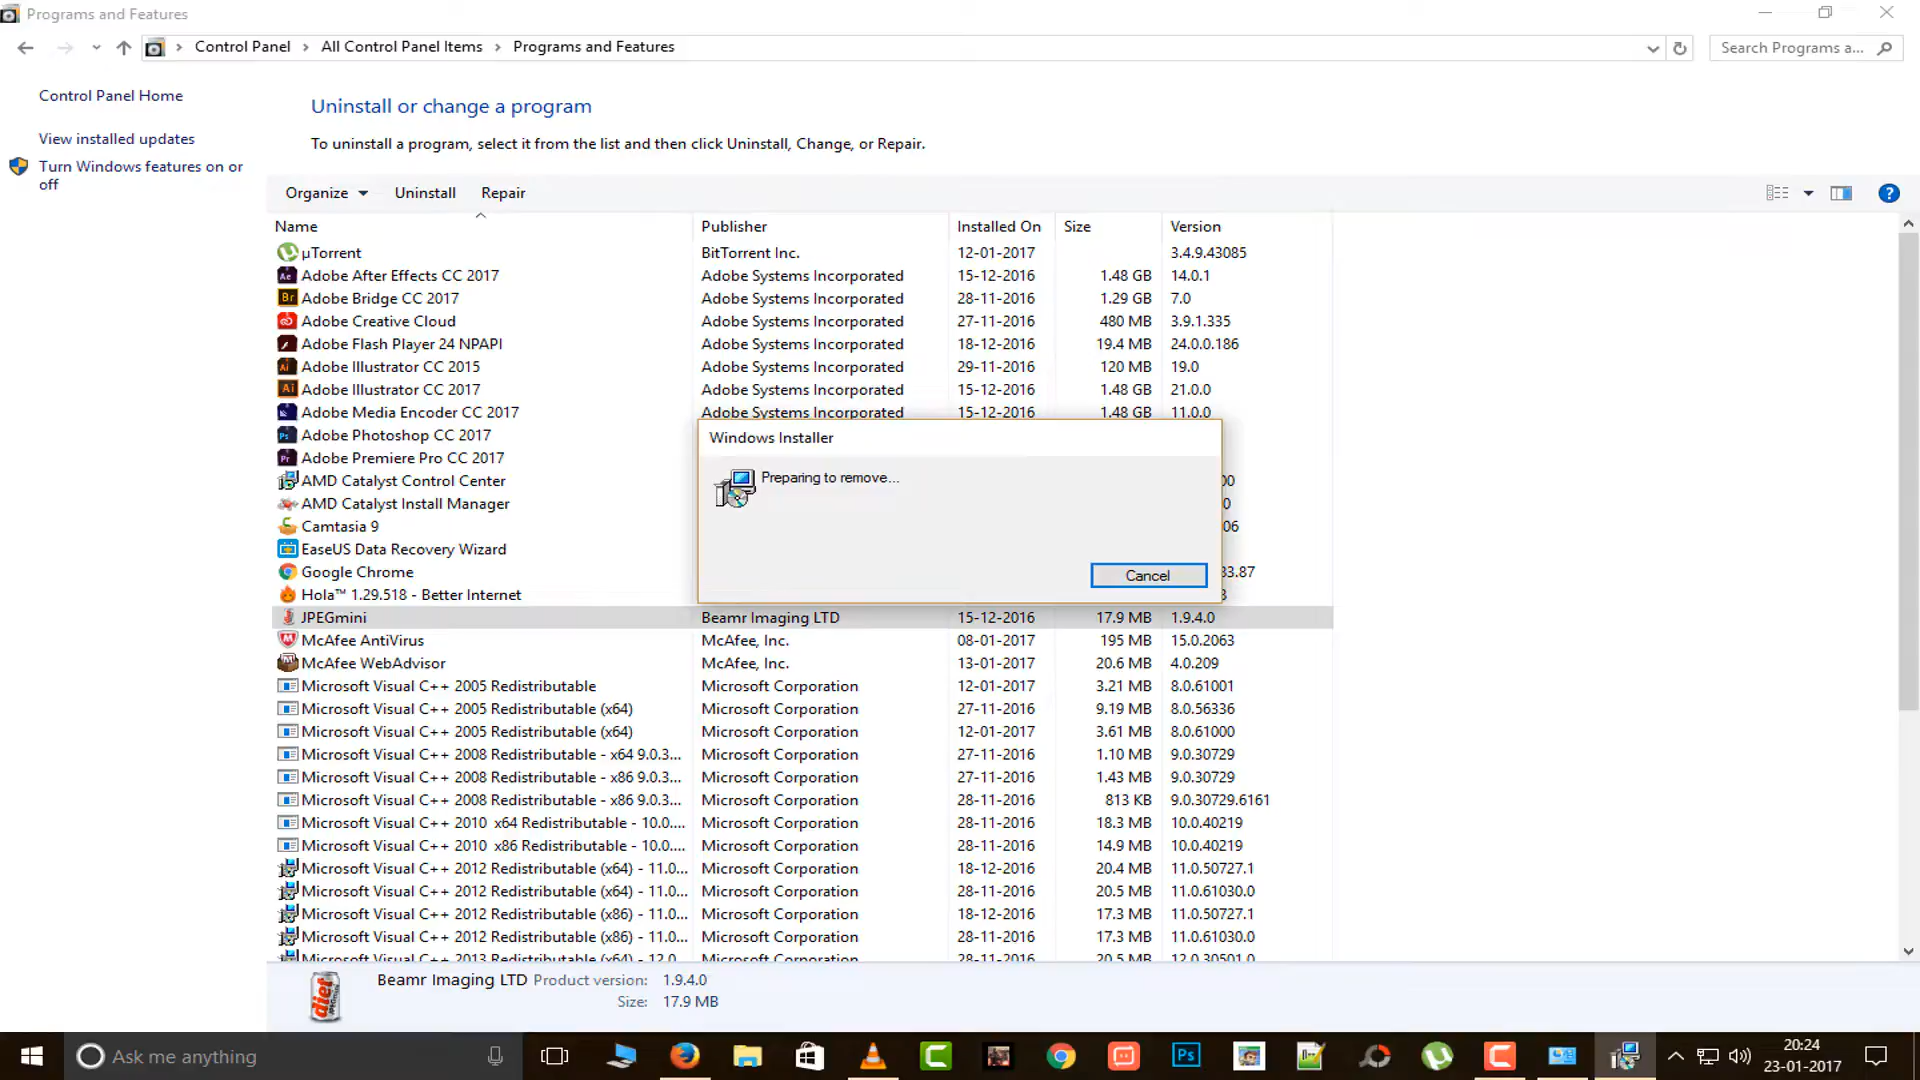 Programs and Features
Control Panel > All Control Panel Items > Programs and Features
Search Programs a...
Control Panel Home
View installed updates
Turn Windows features on or
off
Uninstall or change a program
To uninstall a program, select it from the list and then click Uninstall, Change, or Repair.
Organize Uninstall Repair
Name Publisher Installed On Size Version
µTorrent BitTorrent Inc. 12-01-2017 3.4.9.43085
Adobe After Effects CC 2017 Adobe Systems Incorporated 15-12-2016 1.48 GB 14.0.1
Adobe Bridge CC 2017 Adobe Systems Incorporated 28-11-2016 1.29 GB 7.0
Adobe Creative Cloud Adobe Systems Incorporated 27-11-2016 480 MB 3.9.1.335
Adobe Flash Player 24 NPAPI Adobe Systems Incorporated 18-12-2016 19.4 MB 24.0.0.186
Adobe Illustrator CC 2015 Adobe Systems Incorporated 29-11-2016 120 MB 19.0
Adobe Illustrator CC 2017 Adobe Systems Incorporated 15-12-2016 1.48 GB 21.0.0
Adobe Media Encoder CC 2017 Adobe Systems Incorporated 15-12-2016 1.48 GB 11.0.0
Adobe Photoshop CC 2017
Adobe Premiere Pro CC 2017
AMD Catalyst Control Center 00
AMD Catalyst Install Manager 0
Camtasia 9 06
EaseUS Data Recovery Wizard
Google Chrome 33.87
Hola™ 1.29.518 - Better Internet 3
Windows Installer
Preparing to remove...
Cancel
JPEGmini Beamr Imaging LTD 15-12-2016 17.9 MB 1.9.4.0
McAfee AntiVirus McAfee, Inc. 08-01-2017 195 MB 15.0.2063
McAfee WebAdvisor McAfee, Inc. 13-01-2017 20.6 MB 4.0.209
Microsoft Visual C++ 2005 Redistributable Microsoft Corporation 12-01-2017 3.21 MB 8.0.61001
Microsoft Visual C++ 2005 Redistributable (x64) Microsoft Corporation 27-11-2016 9.19 MB 8.0.56336
Microsoft Visual C++ 2005 Redistributable (x64) Microsoft Corporation 12-01-2017 3.61 MB 8.0.61000
Microsoft Visual C++ 2008 Redistributable - x64 9.0.3... Microsoft Corporation 27-11-2016 1.10 MB 9.0.30729
Microsoft Visual C++ 2008 Redistributable - x86 9.0.3... Microsoft Corporation 27-11-2016 1.43 MB 9.0.30729
Microsoft Visual C++ 2008 Redistributable - x86 9.0.3... Microsoft Corporation 28-11-2016 813 KB 9.0.30729.6161
Microsoft Visual C++ 2010 x64 Redistributable - 10.0.... Microsoft Corporation 28-11-2016 18.3 MB 10.0.40219
Microsoft Visual C++ 2010 x86 Redistributable - 10.0.... Microsoft Corporation 28-11-2016 14.9 MB 10.0.40219
Microsoft Visual C++ 2012 Redistributable (x64) - 11.0... Microsoft Corporation 18-12-2016 20.4 MB 11.0.50727.1
Microsoft Visual C++ 2012 Redistributable (x64) - 11.0... Microsoft Corporation 28-11-2016 20.5 MB 11.0.61030.0
Microsoft Visual C++ 2012 Redistributable (x86) - 11.0... Microsoft Corporation 18-12-2016 17.3 MB 11.0.50727.1
Microsoft Visual C++ 2012 Redistributable (x86) - 11.0... Microsoft Corporation 28-11-2016 17.3 MB 11.0.61030.0
Microsoft Visual C++ 2013 Redistributable (x64) - 12.0... Microsoft Corporation 28-11-2016 20.5 MB 12.0.30501.0
diet
Beamr Imaging LTD Product version: 1.9.4.0
Size: 17.9 MB
Ask me anything
Ps
20:24
23-01-2017